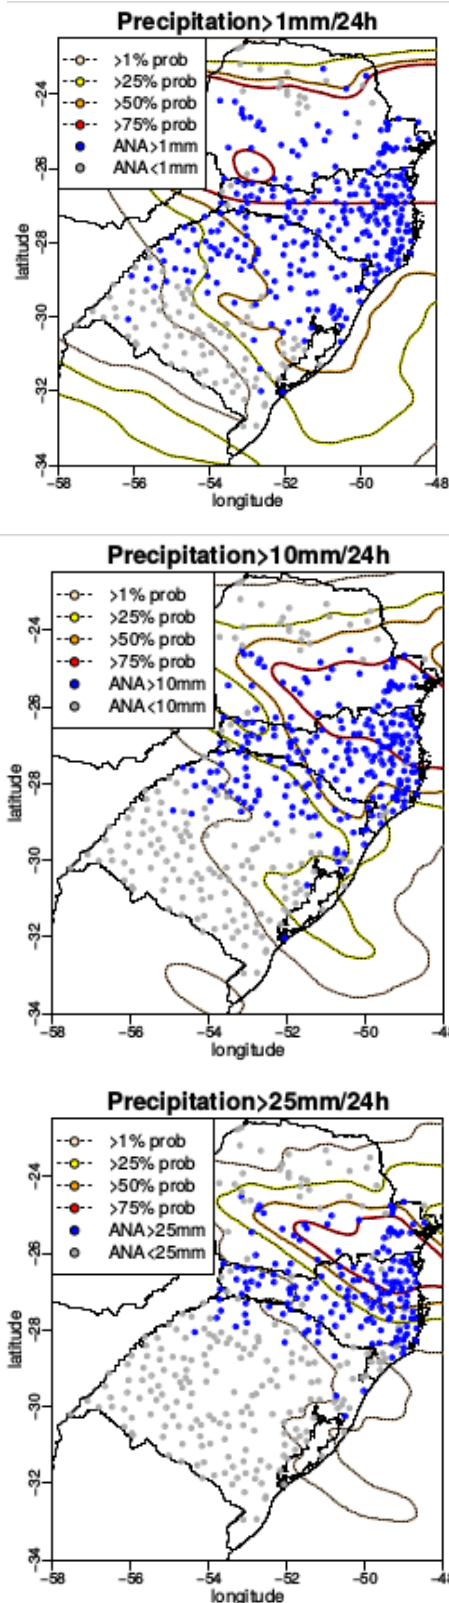 Precipitation>1mm/24h
>1% prob
>25% prob
>50% prob
>75% prob
ANA>1mm
ANA<1mm
latitude
−24
−26
−28
−30
−32
−34
−58
−56
−54
−52
−50
−48
longitude
Precipitation>10mm/24h
>1% prob
>25% prob
>50% prob
>75% prob
ANA>10mm
ANA<10mm
latitude
−24
−26
−28
−30
−32
−34
−58
−56
−54
−52
−50
−48
longitude
Precipitation>25mm/24h
>1% prob
>25% prob
>50% prob
>75% prob
ANA>25mm
ANA<25mm
latitude
−24
−26
−28
−30
−32
−34
−58
−56
−54
−52
−50
−48
longitude